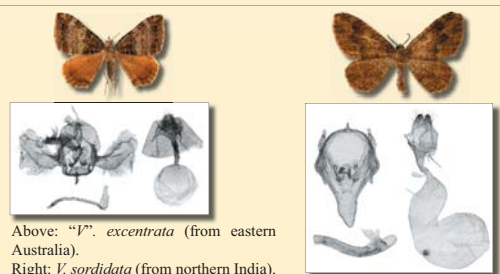 Above: “V”. excentrata (from eastern
Australia).
Right: V. sordidata (from northern India).